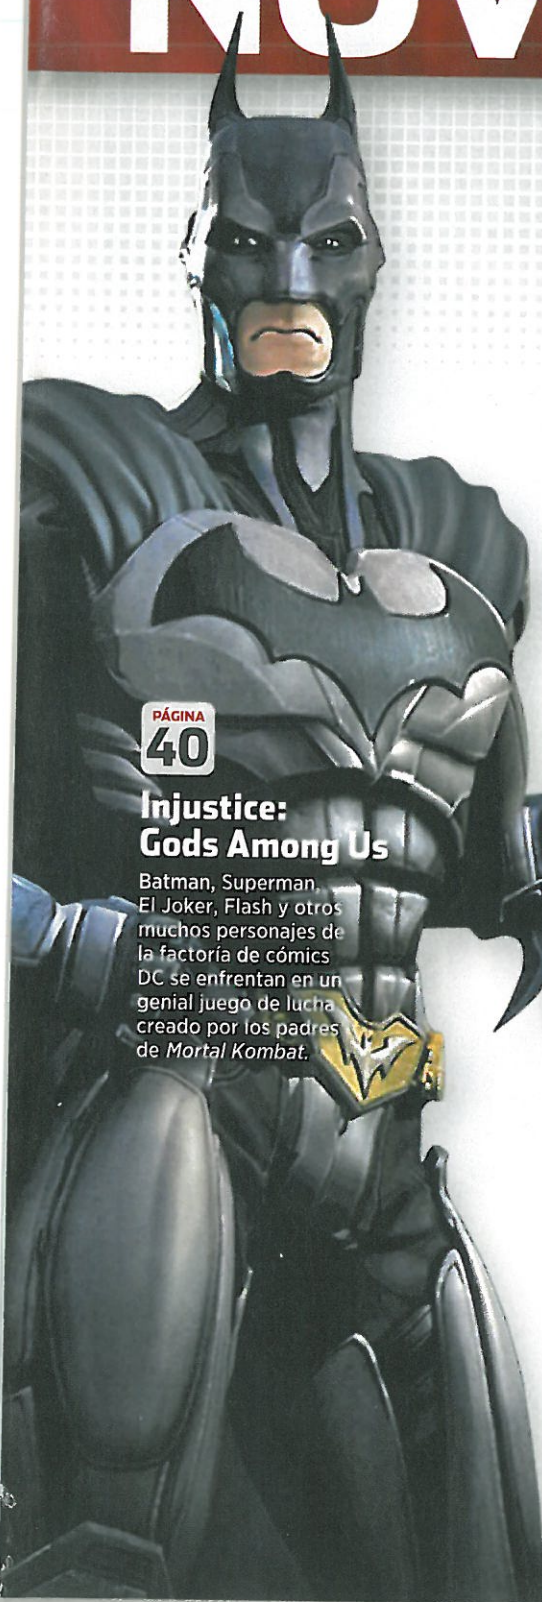 NOV
PÁGINA
40
Injustice:
Gods Among Us
Batman, Superman,
El Joker, Flash y otros
muchos personajes de
la factoría de cómics
DC se enfrentan en un
genial juego de lucha
creado por los padres
de Mortal Kombat.